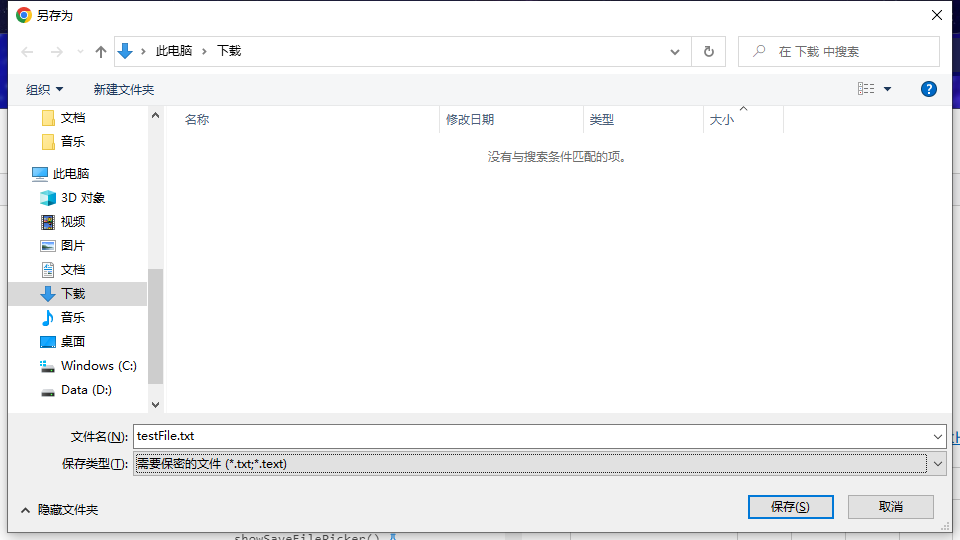 另存为
此电脑 › 下载
在 下载 中搜索
组织
新建文件夹
文档
音乐
此电脑
3D 对象
视频
图片
文档
下载
音乐
桌面
Windows (C:)
Data (D:)
名称
修改日期
类型
大小
没有与搜索条件匹配的项。
文件名(N):
testFile.txt
保存类型(T):
需要保密的文件 (*.txt;*.text)
隐藏文件夹
保存(S)
取消
showSaveFilePicker()